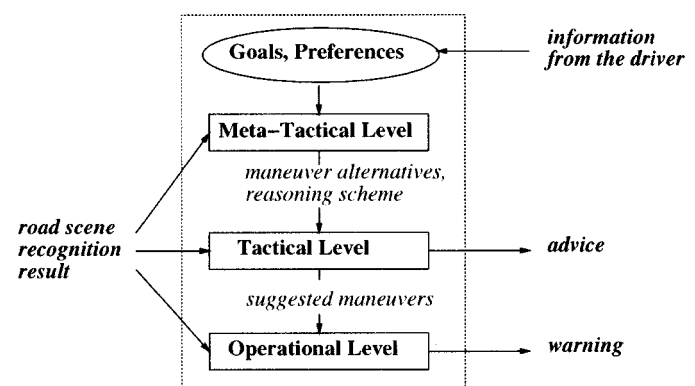 Goals, Preferences
information
from the driver
Meta-Tactical Level
maneuver alternatives,
reasoning scheme
road scene
recognition
result
Tactical Level
advice
suggested maneuvers
Operational Level
warning